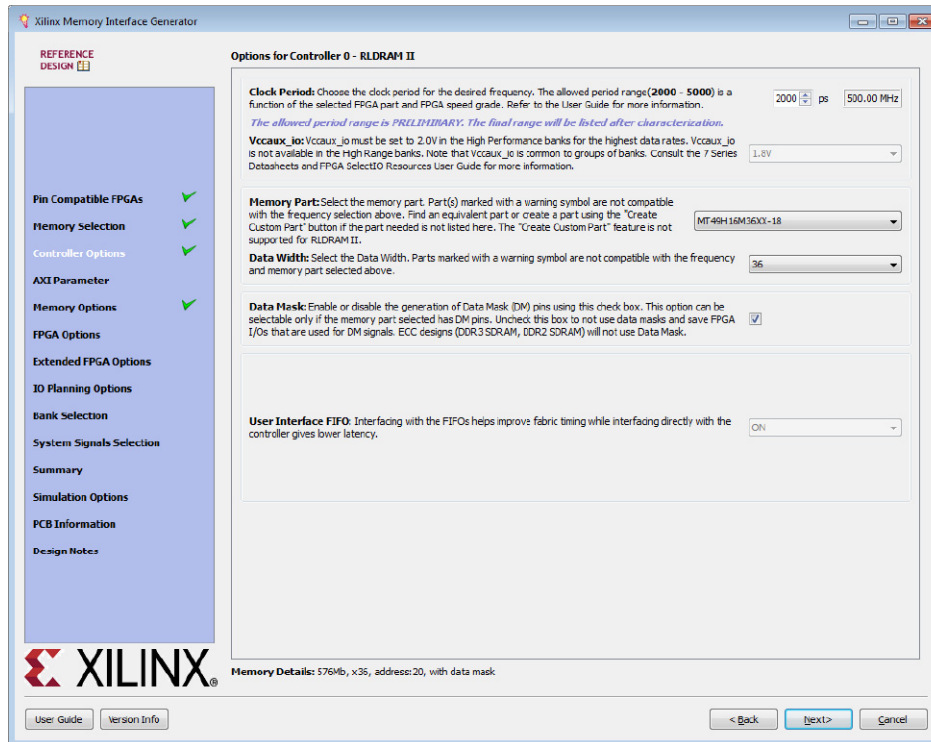 Xilinx Memory Interface Generator
REFERENCE
DESIGN
Options for Controller 0 - RLDRAM II
Clock Period: Choose the clock period for the desired frequency. The allowed period range(2000 - 5000) is a
function of the selected FPGA part and FPGA speed grade. Refer to the User Guide for more information.
2000 ps 500.00 MHz
The allowed period range is PRELIMINARY. The final range will be listed after characterization.
Vccaux_io: Vccaux_io must be set to 2.0V in the High Performance banks for the highest data rates. Vccaux_io
is not available in the High Range banks. Note that Vccaux_io is common to groups of banks. Consult the 7 Series
Datasheets and FPGA SelectIO Resources User Guide for more information.
1.8V
Pin Compatible FPGAs
Memory Selection
Controller Options
AXI Parameter
Memory Options
FPGA Options
Extended FPGA Options
IO Planning Options
Bank Selection
System Signals Selection
Summary
Simulation Options
PCB Information
Design Notes
Memory Part: Select the memory part. Part(s) marked with a warning symbol are not compatible
with the frequency selection above. Find an equivalent part or create a part using the "Create
Custom Part" button if the part needed is not listed here. The "Create Custom Part" feature is not
supported for RLDRAM II.
MT49H16M36XX-18
Data Width: Select the Data Width. Parts marked with a warning symbol are not compatible with the frequency
and memory part selected above.
36
Data Mask: Enable or disable the generation of Data Mask (DM) pins using this check box. This option can be
selectable only if the memory part selected has DM pins. Uncheck this box to not use data masks and save FPGA
I/Os that are used for DM signals. ECC designs (DDR3 SDRAM, DDR2 SDRAM) will not use Data Mask.
User Interface FIFO: Interfacing with the FIFOs helps improve fabric timing while interfacing directly with the
controller gives lower latency.
ON
XILINX®
Memory Details: 576Mb, x36, address:20, with data mask
User Guide
Version Info
< Back
Next>
Cancel